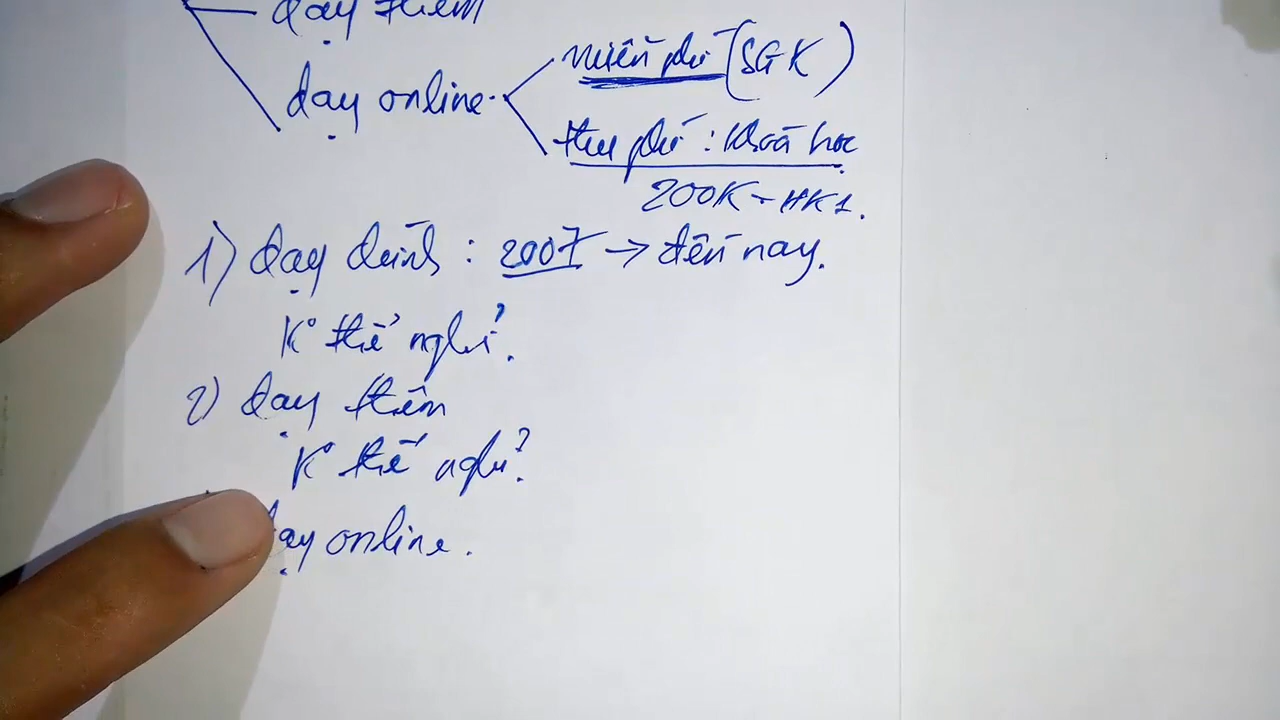 dạy thêm
dạy online
miễn phí (SGK)
thu phí : khoá học
200K - HK1.
1) dạy chính : 2007 → đến nay.
K° thể nghỉ.
2) dạy thêm
K° thể nghỉ.
dạy online.